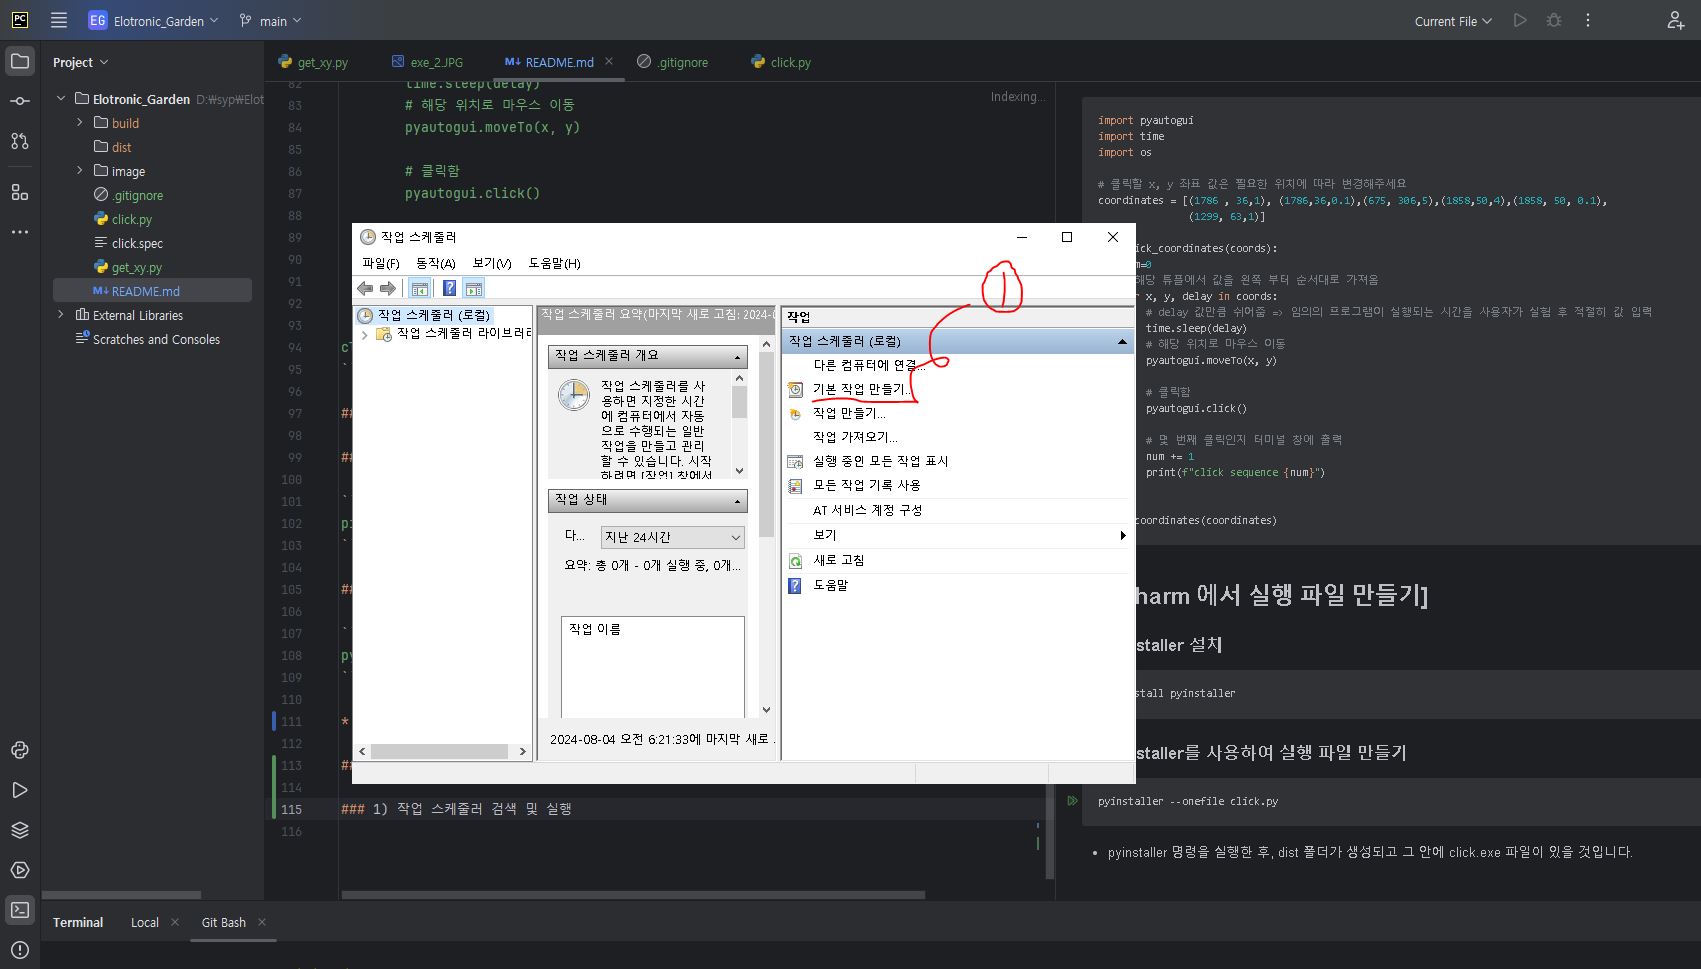 PC
EG Elotronic_Garden main
Current File
Project
Elotronic_Garden D:₩syp₩Elot
build
dist
image
.gitignore
click.py
click.spec
get_xy.py
M↓ README.md
External Libraries
Scratches and Consoles
get_xy.py exe_2.JPG M↓ README.md .gitignore click.py
Indexing...
82 time.sleep(delay)
83 # 해당 위치로 마우스 이동
84 pyautogui.moveTo(x, y)
85
86 # 클릭함
87 pyautogui.click()
88
89
90
91
92
93
94
95
96
97 ##
98
99 ##
100
101
102
103
104
105 ##
106
107
108
109
110
111 *
112
113 ##
114
115 ### 1) 작업 스케줄러 검색 및 실행
116
작업 스케줄러
파일(F) 동작(A) 보기(V) 도움말(H)
작업 스케줄러 (로컬)
작업 스케줄러 라이브러리
작업 스케줄러 요약(마지막 새로 고침: 2024-0
작업 스케줄러 개요
작업 스케줄러를 사
용하면 지정한 시간
에 컴퓨터에서 자동
으로 수행되는 일반
작업을 만들고 관리
할 수 있습니다. 시작
하려면 [작업] 창에서
작업 상태
다... 지난 24시간
요약: 총 0개 - 0개 실행 중, 0개...
작업 이름
2024-08-04 오전 6:21:33에 마지막 새로
작업
작업 스케줄러 (로컬)
다른 컴퓨터에 연결...
기본 작업 만들기...
작업 만들기...
작업 가져오기...
실행 중인 모든 작업 표시
모든 작업 기록 사용
AT 서비스 계정 구성
보기
새로 고침
도움말
1
import pyautogui
import time
import os
# 클릭할 x, y 좌표 값은 필요한 위치에 따라 변경해주세요
coordinates = [(1786 , 36,1), (1786,36,0.1),(675, 306,5),(1858,50,4),(1858, 50, 0.1),
(1299, 63,1)]
ick_coordinates(coords):
m=0
해당 튜플에서 값을 왼쪽 부터 순서대로 가져옴
r x, y, delay in coords:
# delay 값만큼 쉬어줌 => 임의의 프로그램이 실행되는 시간을 사용자가 실험 후 적절히 값 입력
time.sleep(delay)
# 해당 위치로 마우스 이동
pyautogui.moveTo(x, y)
# 클릭함
pyautogui.click()
# 몇 번째 클릭인지 터미널 창에 출력
num += 1
print(f"click sequence {num}")
coordinates(coordinates)
harm 에서 실행 파일 만들기]
staller 설치
stall pyinstaller
staller를 사용하여 실행 파일 만들기
pyinstaller --onefile click.py
• pyinstaller 명령을 실행한 후, dist 폴더가 생성되고 그 안에 click.exe 파일이 있을 것입니다.
Terminal Local Git Bash